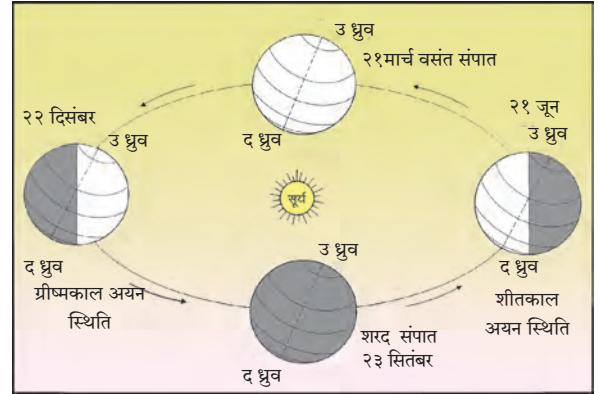 उ ध्रुव
२१मार्च वसंत संपात
द ध्रुव
२२ दिसंबर
उ ध्रुव
द ध्रुव
ग्रीष्मकाल अयन
स्थिति
सूर्य
२१ जून
उ ध्रुव
द ध्रुव
शीतकाल
अयन स्थिति
उ ध्रुव
शरद संपात
२३ सितंबर
द ध्रुव